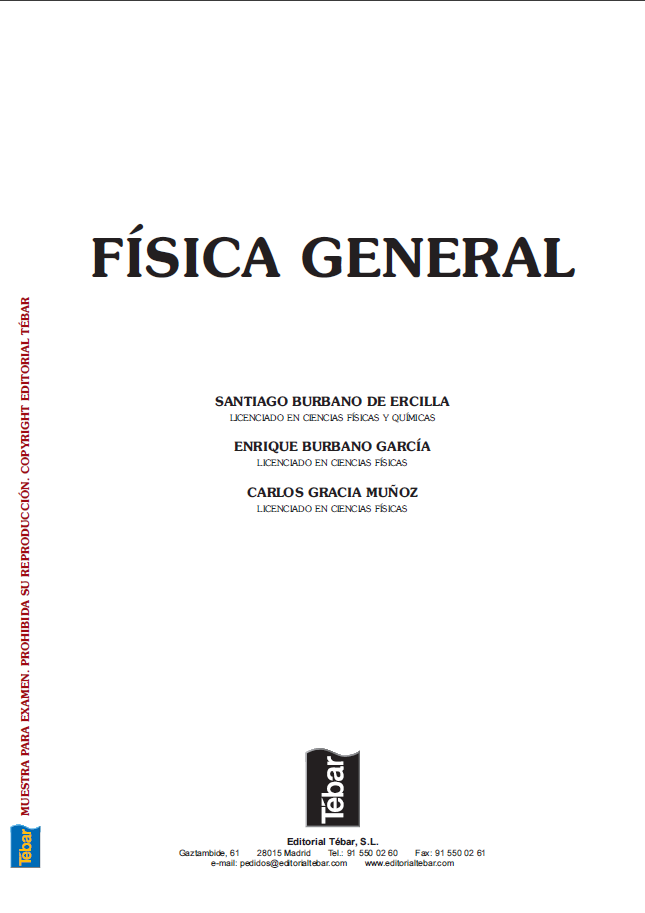 FÍSICA GENERAL
SANTIAGO BURBANO DE ERCILLA
LICENCIADO EN CIENCIAS FÍSICAS Y QUÍMICAS
ENRIQUE BURBANO GARCÍA
LICENCIADO EN CIENCIAS FÍSICAS
CARLOS GRACIA MUÑOZ
LICENCIADO EN CIENCIAS FÍSICAS
MUESTRA PARA EXAMEN. PROHIBIDA SU REPRODUCCIÓN. COPYRIGHT EDITORIAL TÉBAR
Tébar
Tébar
Editorial Tébar, S.L.
Gaztambide, 61 28015 Madrid Tel.: 91 550 02 60 Fax: 91 550 02 61
e-mail: pedidos@editorialtebar.com www.editorialtebar.com